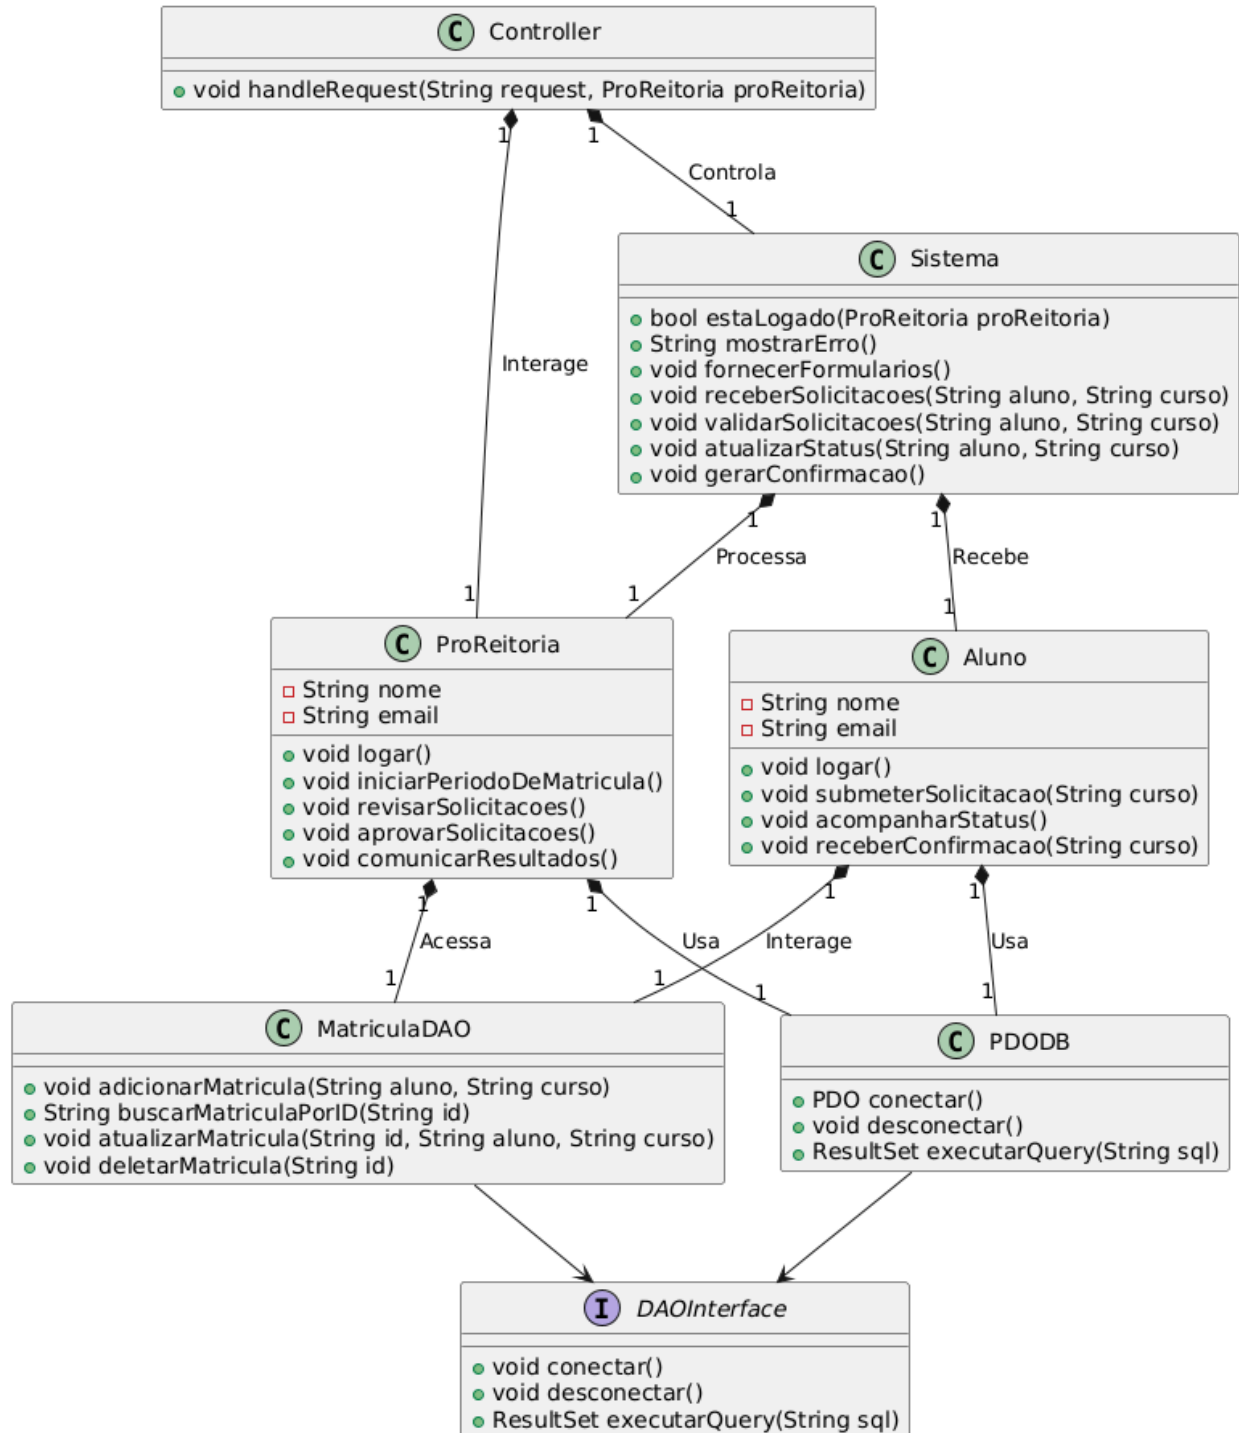 C Controller
void handleRequest(String request, ProReitoria proReitoria)
1
1
Controla
1
C Sistema
bool estaLogado(ProReitoria proReitoria)
String mostrarErro()
void fornecerFormularios()
void receberSolicitacoes(String aluno, String curso)
void validarSolicitacoes(String aluno, String curso)
void atualizarStatus(String aluno, String curso)
void gerarConfirmacao()
Interage
1
1
Processa
Recebe
1
1
1
C ProReitoria
String nome
String email
void logar()
void iniciarPeriodoDeMatricula()
void revisarSolicitacoes()
void aprovarSolicitacoes()
void comunicarResultados()
C Aluno
String nome
String email
void logar()
void submeterSolicitacao(String curso)
void acompanharStatus()
void receberConfirmacao(String curso)
1
1
1
1
Acessa
Usa
Interage
Usa
1
1
1
1
C MatriculaDAO
void adicionarMatricula(String aluno, String curso)
String buscarMatriculaPorID(String id)
void atualizarMatricula(String id, String aluno, String curso)
void deletarMatricula(String id)
C PDODB
PDO conectar()
void desconectar()
ResultSet executarQuery(String sql)
I DAOInterface
void conectar()
void desconectar()
ResultSet executarQuery(String sql)